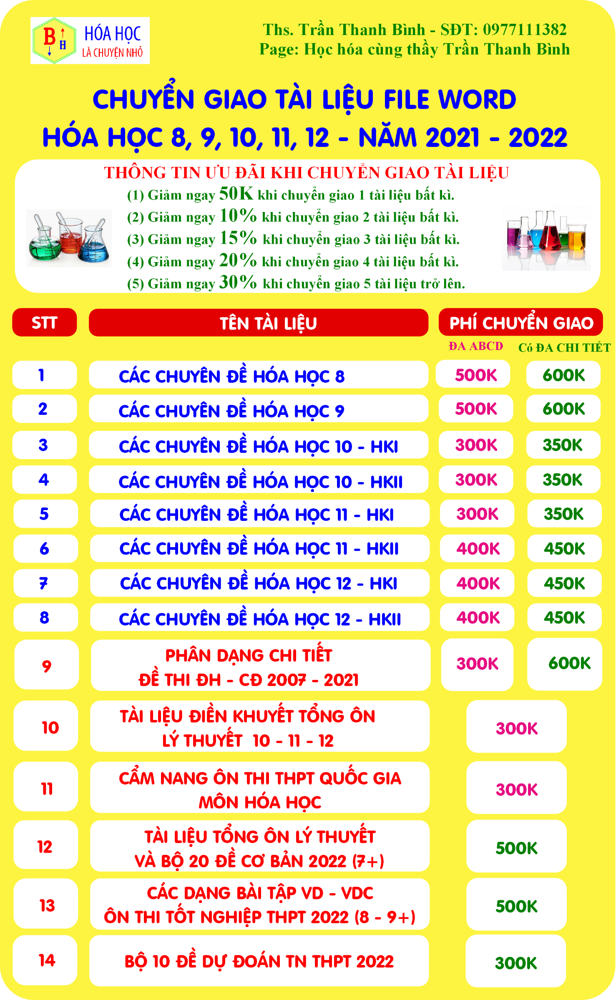 B
H
HÓA HỌC
LÀ CHUYỆN NHỎ
Ths. Trần Thanh Bình - SĐT: 0977111382
Page: Học hóa cùng thầy Trần Thanh Bình
CHUYỂN GIAO TÀI LIỆU FILE WORD
HÓA HỌC 8, 9, 10, 11, 12 - NĂM 2021 - 2022
THÔNG TIN ƯU ĐÃI KHI CHUYỂN GIAO TÀI LIỆU
(1) Giảm ngay 50K khi chuyển giao 1 tài liệu bất kì.
(2) Giảm ngay 10% khi chuyển giao 2 tài liệu bất kì.
(3) Giảm ngay 15% khi chuyển giao 3 tài liệu bất kì.
(4) Giảm ngay 20% khi chuyển giao 4 tài liệu bất kì.
(5) Giảm ngay 30% khi chuyển giao 5 tài liệu trở lên.
STT TÊN TÀI LIỆU PHÍ CHUYỂN GIAO
ĐA ABCD Có ĐA CHI TIẾT
1 CÁC CHUYÊN ĐỀ HÓA HỌC 8 500K 600K
2 CÁC CHUYÊN ĐỀ HÓA HỌC 9 500K 600K
3 CÁC CHUYÊN ĐỀ HÓA HỌC 10 - HKI 300K 350K
4 CÁC CHUYÊN ĐỀ HÓA HỌC 10 - HKII 300K 350K
5 CÁC CHUYÊN ĐỀ HÓA HỌC 11 - HKI 300K 350K
6 CÁC CHUYÊN ĐỀ HÓA HỌC 11 - HKII 400K 450K
7 CÁC CHUYÊN ĐỀ HÓA HỌC 12 - HKI 400K 450K
8 CÁC CHUYÊN ĐỀ HÓA HỌC 12 - HKII 400K 450K
9 PHÂN DẠNG CHI TIẾT
ĐỀ THI ĐH - CĐ 2007 - 2021 300K 600K
10 TÀI LIỆU ĐIỀN KHUYẾT TỔNG ÔN
LÝ THUYẾT 10 - 11 - 12 300K
11 CẨM NANG ÔN THI THPT QUỐC GIA
MÔN HÓA HỌC 300K
12 TÀI LIỆU TỔNG ÔN LÝ THUYẾT
VÀ BỘ 20 ĐỀ CƠ BẢN 2022 (7+) 500K
13 CÁC DẠNG BÀI TẬP VD - VDC
ÔN THI TỐT NGHIỆP THPT 2022 (8 - 9+) 500K
14 BỘ 10 ĐỀ DỰ ĐOÁN TN THPT 2022 300K